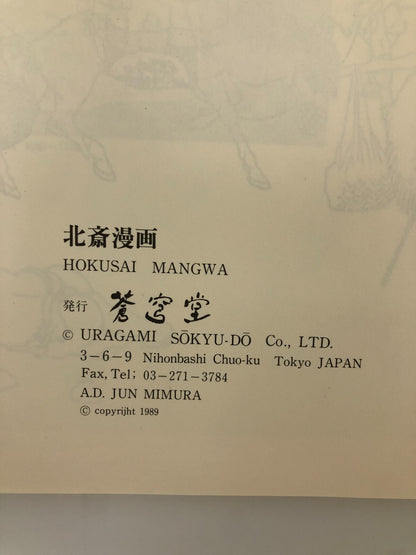 北斎漫画
HOKUSAI MANGWA
発行 蒼穹堂
© URAGAMI SŌKYU-DŌ Co., LTD.
3-6-9 Nihonbashi Chuo-ku Tokyo JAPAN
Fax, Tel; 03-271-3784
A.D. JUN MIMURA
© copyrijht 1989